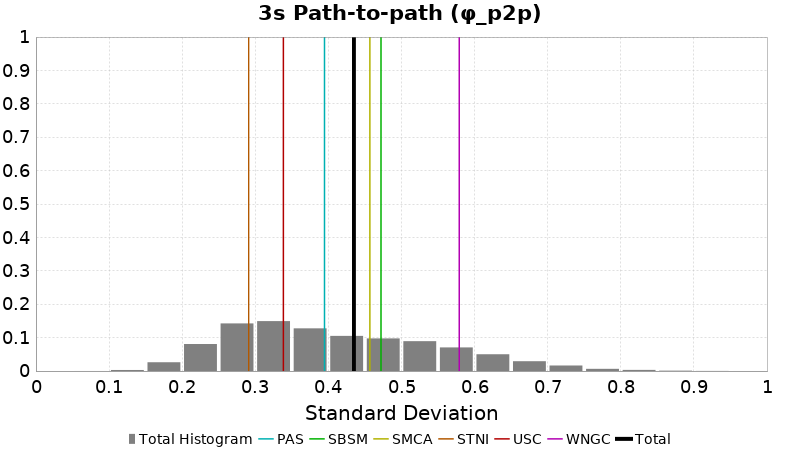 3s Path-to-path (φ_p2p)
1
0.9
0.8
0.7
0.6
0.5
0.4
0.3
0.2
0.1
0
0 0.1 0.2 0.3 0.4 0.5 0.6 0.7 0.8 0.9 1
Standard Deviation
Total Histogram PAS SBSM SMCA STNI USC WNGC Total